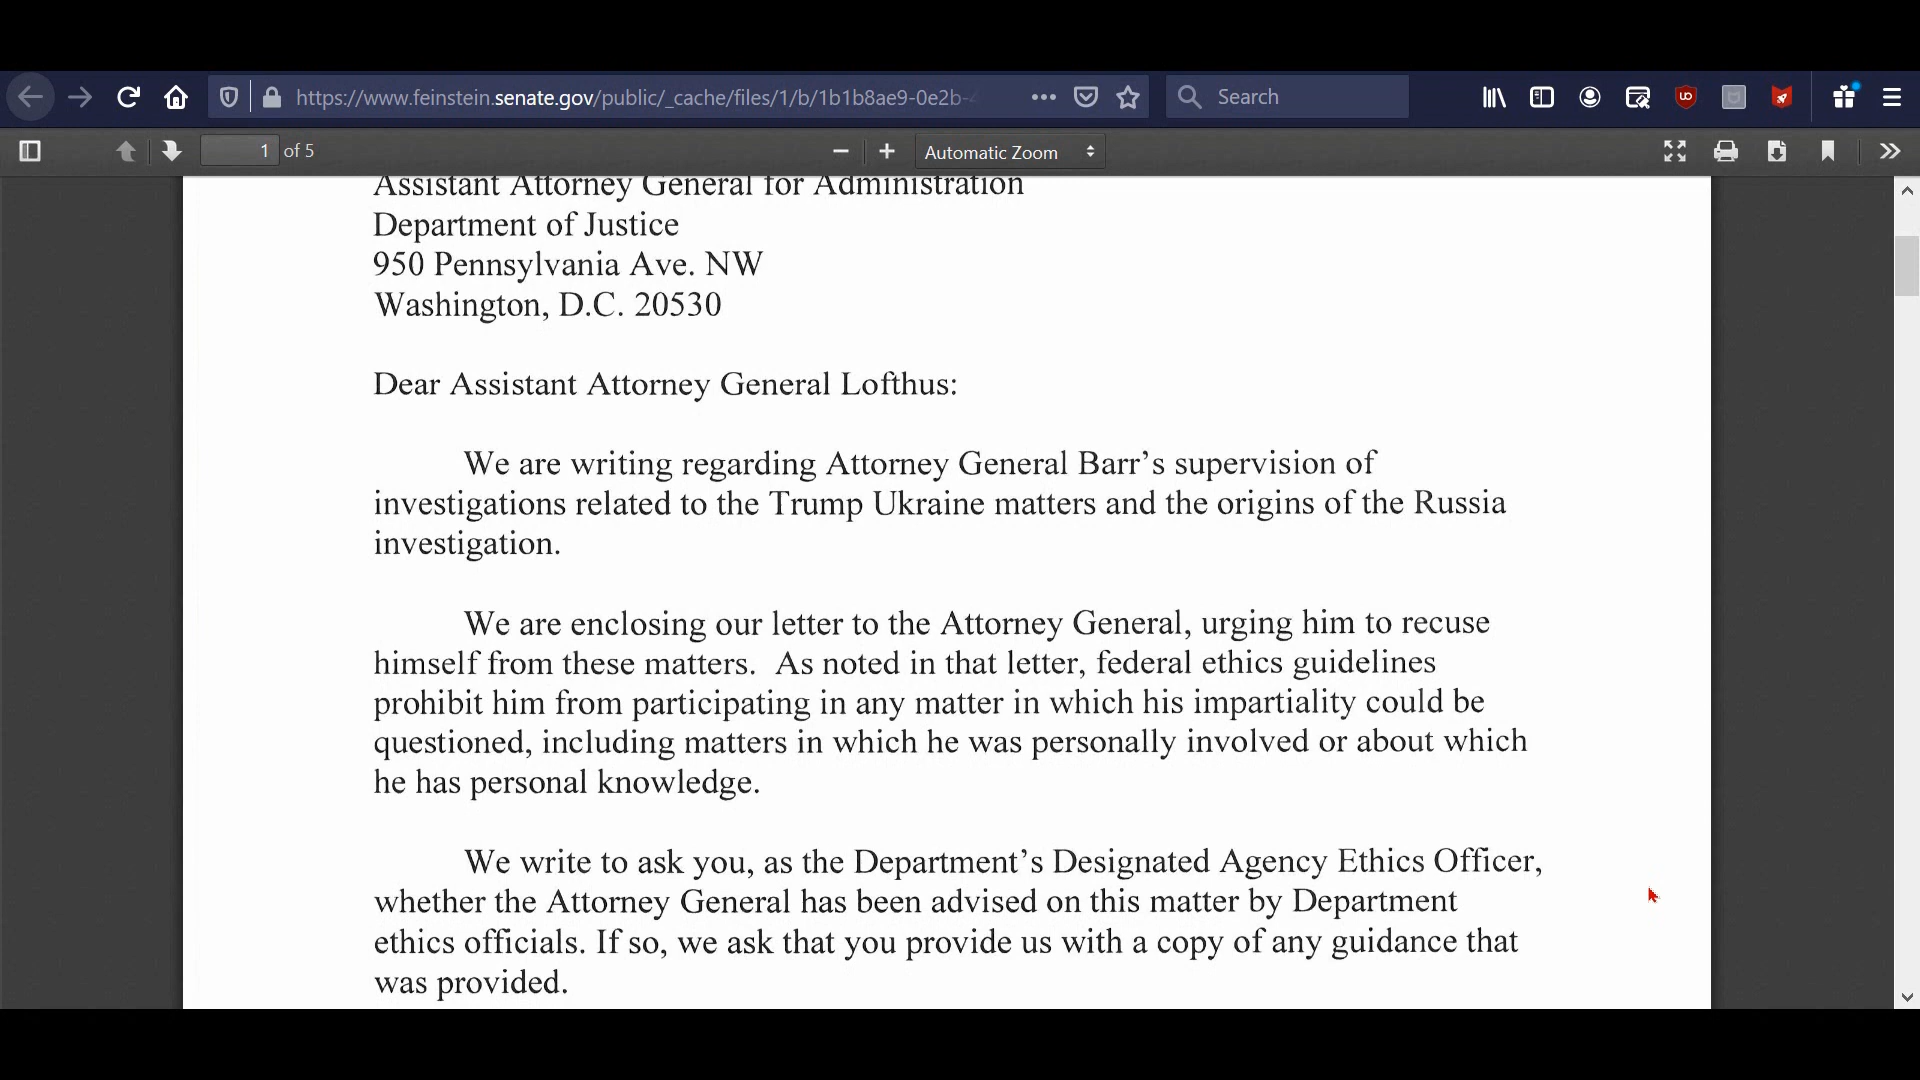 https://www.feinstein.senate.gov/public/_cache/files/1/b/1b1b8ae9-0e2b-
Search
1 of 5
Automatic Zoom
Assistant Attorney General for Administration
Department of Justice
950 Pennsylvania Ave. NW
Washington, D.C. 20530
Dear Assistant Attorney General Lofthus:
We are writing regarding Attorney General Barr’s supervision of
investigations related to the Trump Ukraine matters and the origins of the Russia
investigation.
We are enclosing our letter to the Attorney General, urging him to recuse
himself from these matters.  As noted in that letter, federal ethics guidelines
prohibit him from participating in any matter in which his impartiality could be
questioned, including matters in which he was personally involved or about which
he has personal knowledge.
We write to ask you, as the Department’s Designated Agency Ethics Officer,
whether the Attorney General has been advised on this matter by Department
ethics officials. If so, we ask that you provide us with a copy of any guidance that
was provided.